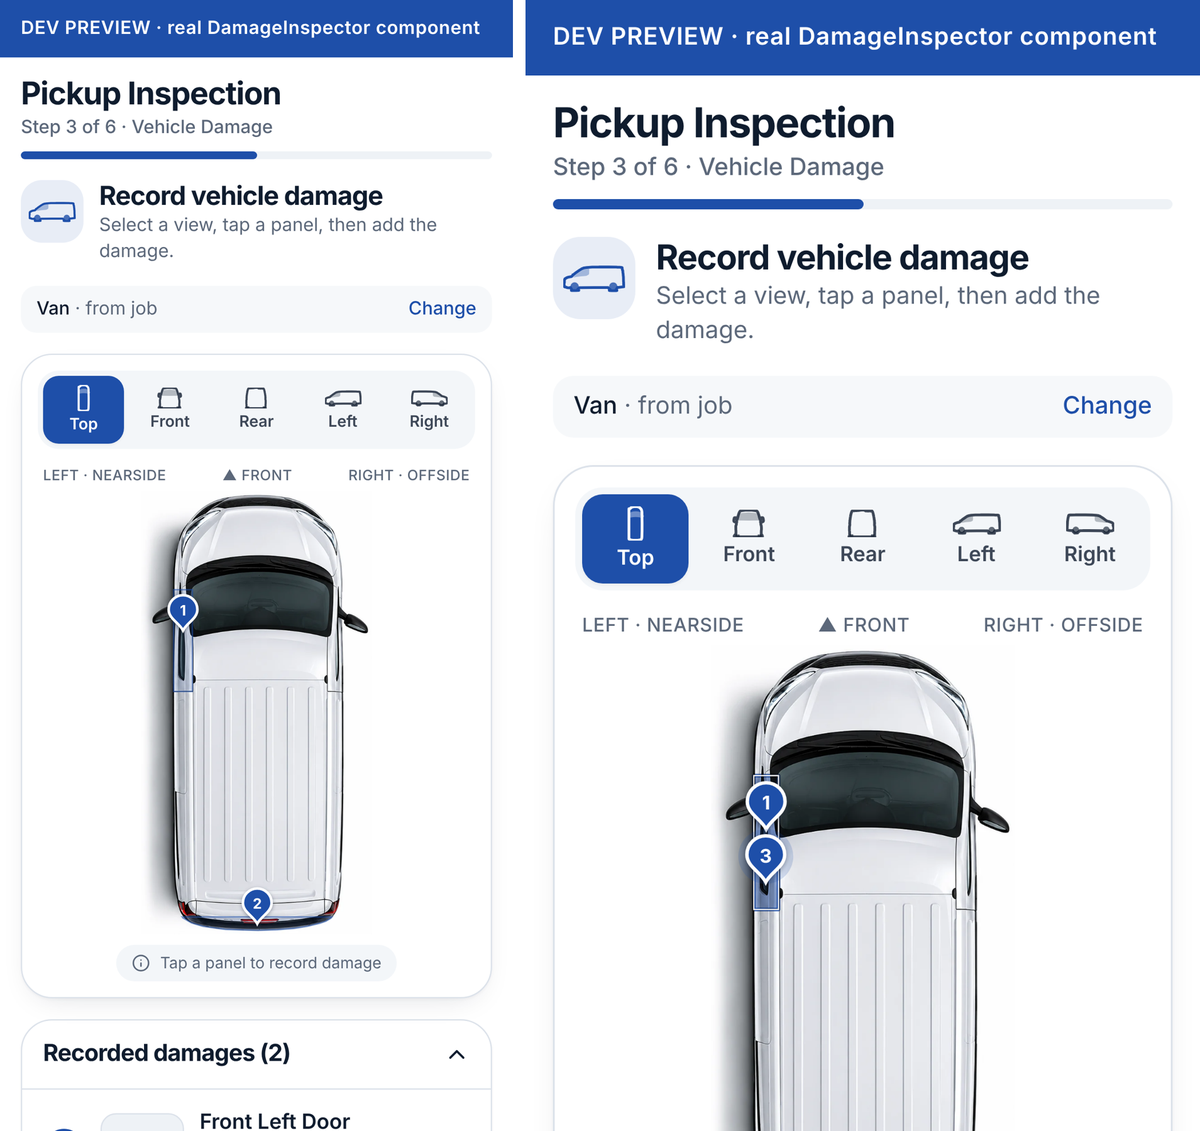 DEV PREVIEW · real DamageInspector component
Pickup Inspection
Step 3 of 6 · Vehicle Damage
Record vehicle damage
Select a view, tap a panel, then add the
damage.
Van · from job
Change
Top
Front
Rear
Left
Right
LEFT · NEARSIDE
▲ FRONT
RIGHT · OFFSIDE
1
2
Tap a panel to record damage
Recorded damages (2)
Front Left Door
DEV PREVIEW · real DamageInspector component
Pickup Inspection
Step 3 of 6 · Vehicle Damage
Record vehicle damage
Select a view, tap a panel, then add the
damage.
Van · from job
Change
Top
Front
Rear
Left
Right
LEFT · NEARSIDE
▲ FRONT
RIGHT · OFFSIDE
1
3